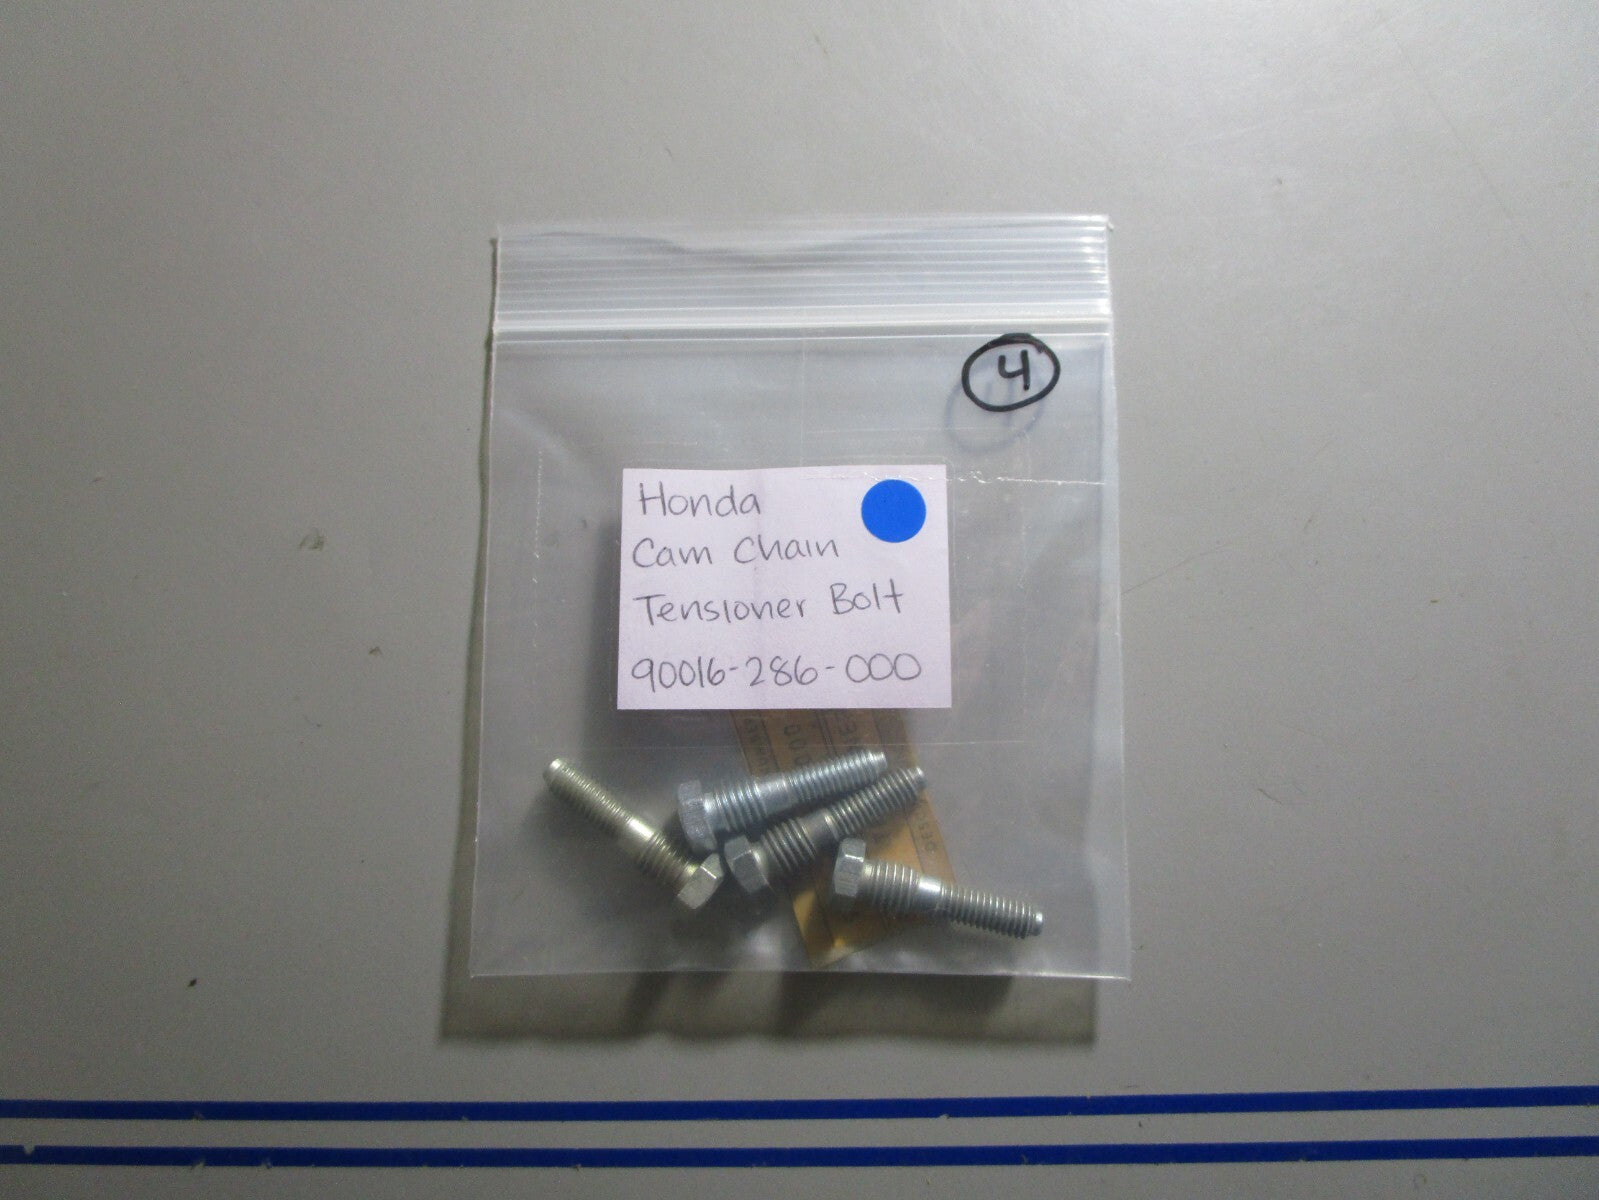 4
Honda
Cam Chain
Tensioner Bolt
90016-286-000